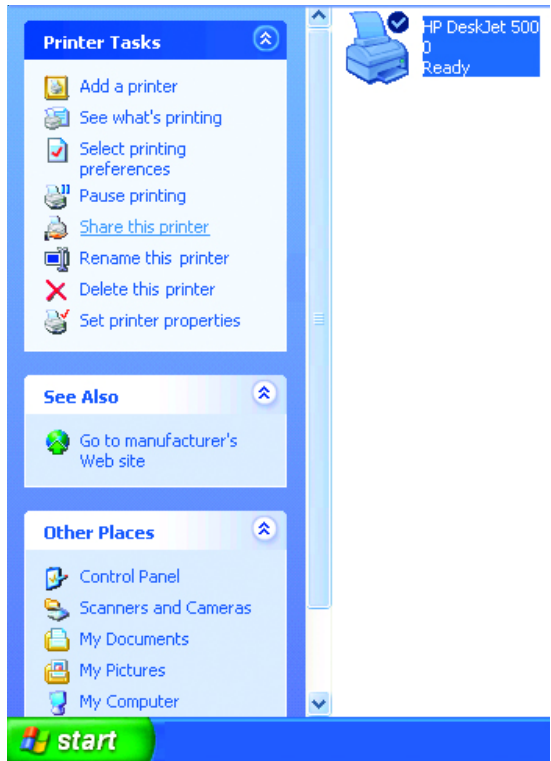 Printer Tasks
Add a printer
See what's printing
Select printing
preferences
Pause printing
Share this printer
Rename this printer
Delete this printer
Set printer properties
See Also
Go to manufacturer's
Web site
Other Places
Control Panel
Scanners and Cameras
My Documents
My Pictures
My Computer
HP DeskJet 500
0
Ready
start